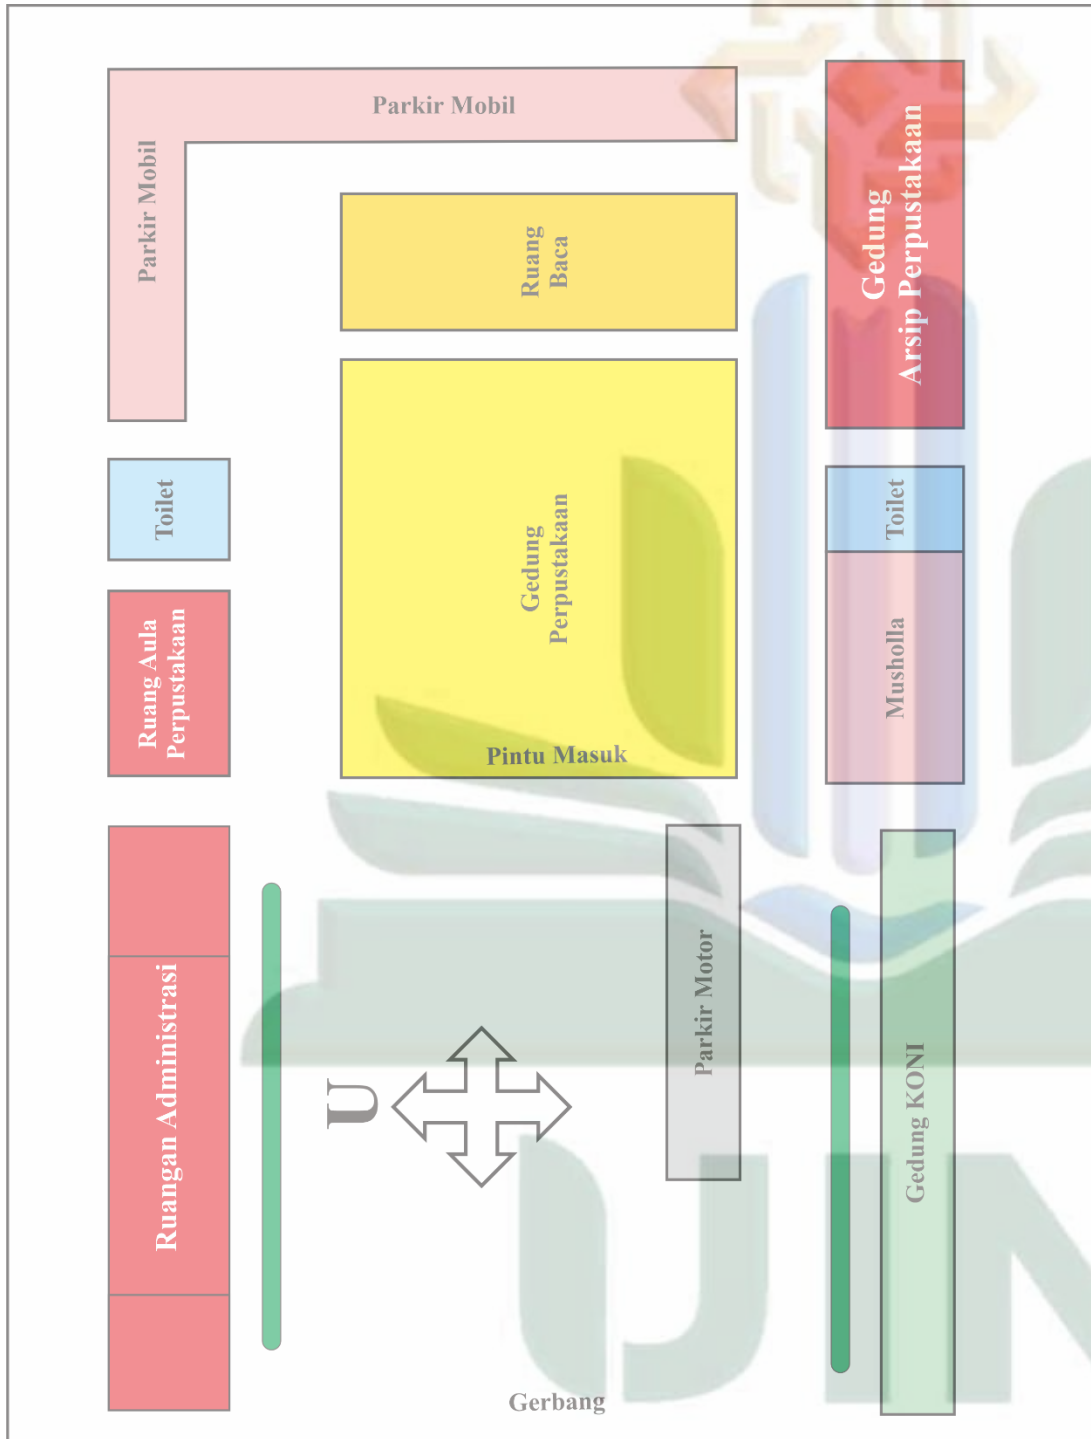 Parkir Mobil
Parkir Mobil
Gedung
Arsip Perpustakaan
Ruang
Baca
Toilet
Toilet
Gedung
Perpustakaan
Ruang Aula
Perpustakaan
Musholla
Pintu Masuk
Ruangan Administrasi
U
Parkir Motor
Gedung KONI
Gerbang
UIN